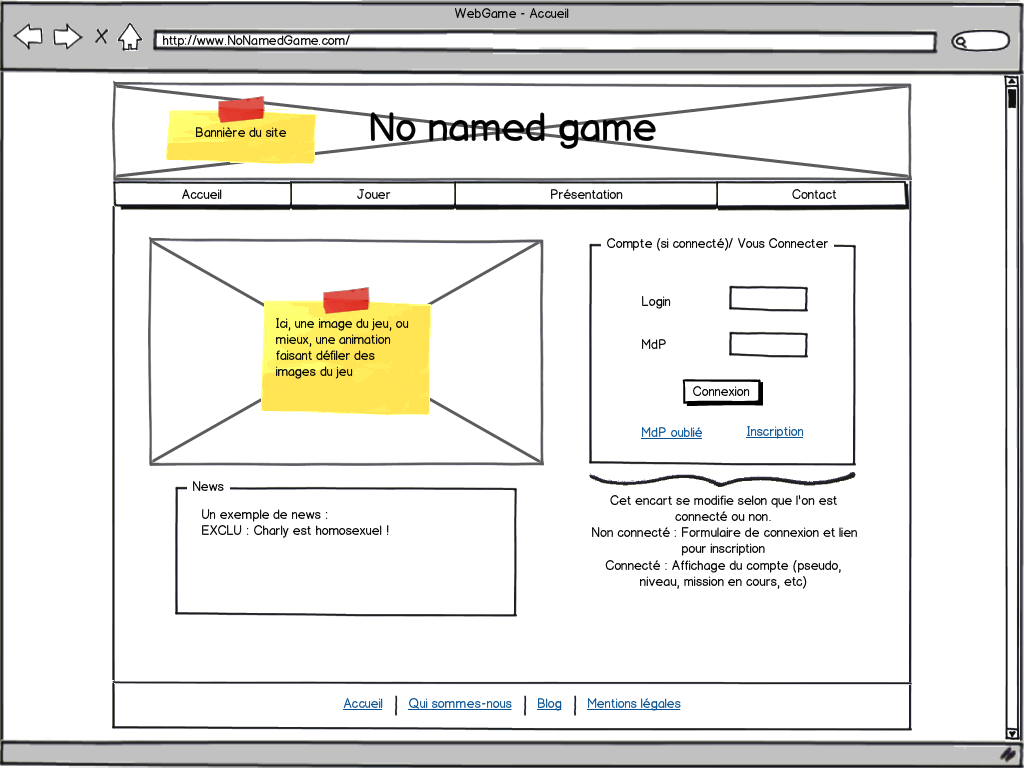 WebGame - Accueil
http://www.NoNamedGame.com/
Bannière du site
No named game
Accueil
Jouer
Présentation
Contact
Ici, une image du jeu, ou
mieux, une animation
faisant défiler des
images du jeu
Compte (si connecté)/ Vous Connecter
Login
MdP
Connexion
MdP oublié
Inscription
News
Un exemple de news :
EXCLU : Charly est homosexuel !
Cet encart se modifie selon que l'on est
connecté ou non.
Non connecté : Formulaire de connexion et lien
pour inscription
Connecté : Affichage du compte (pseudo,
niveau, mission en cours, etc)
Accueil
Qui sommes-nous
Blog
Mentions légales